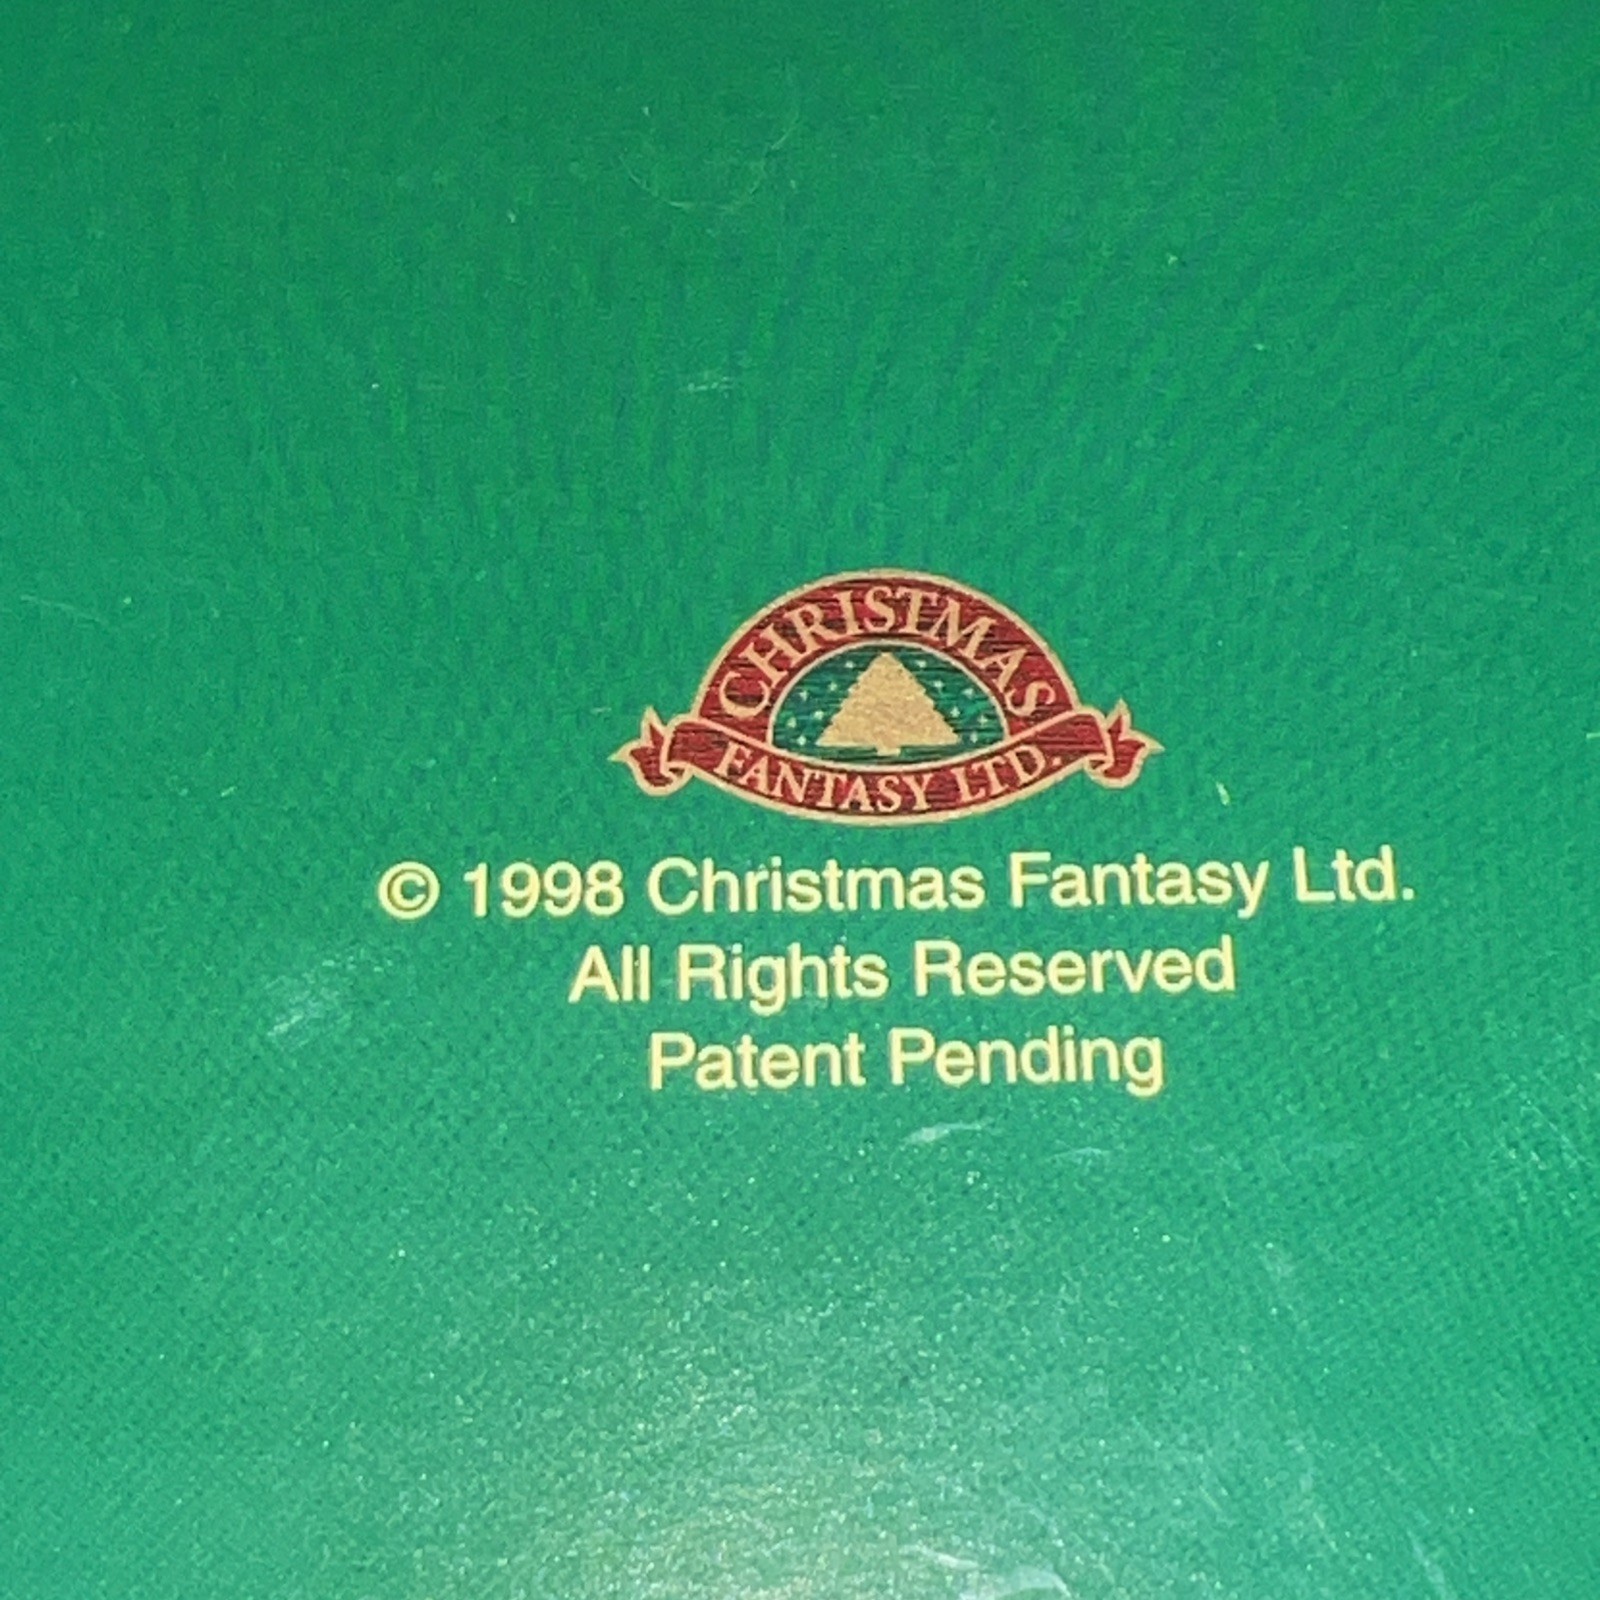 CHRISTMAS
FANTASY LTD.
© 1998 Christmas Fantasy Ltd.
All Rights Reserved
Patent Pending